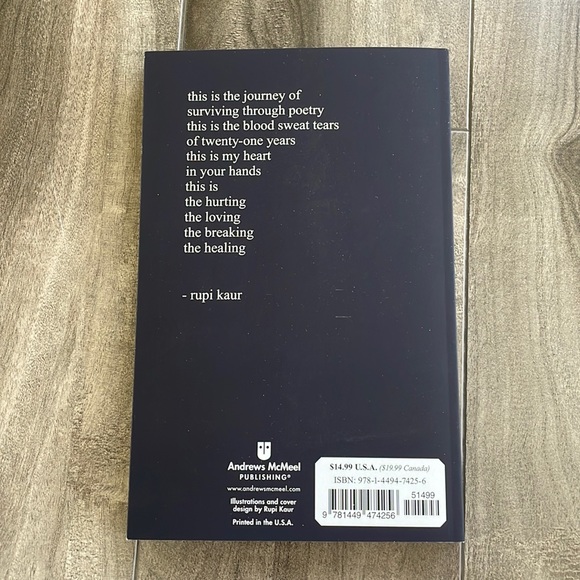 this is the journey of
surviving through poetry
this is the blood sweat tears
of twenty-one years
this is my heart
in your hands
this is
the hurting
the loving
the breaking
the healing
- rupi kaur
Andrews McMeel
PUBLISHING®
www.andrewsmcmeel.com
Illustrations and cover
design by Rupi Kaur
Printed in the U.S.A.
$14.99 U.S.A. ($19.99 Canada)
ISBN: 978-1-4494-7425-6
51499
9 781449 474256